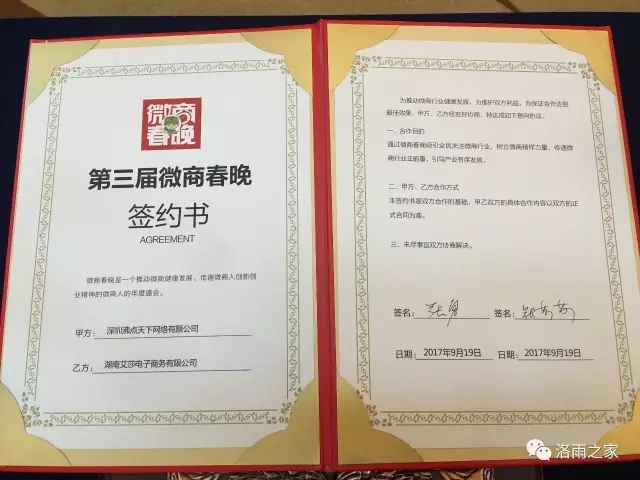 微商
春晚
第三届微商春晚
签约书
AGREEMENT
微商春晚是一个推动微商健康发展、传递微商人创新创
业精神的微商人的年度盛会。
甲方：深圳沸点天下网络有限公司
乙方：湖南艾莎电子商务有限公司
为推动微商行业健康发展，为维护双方利益，为保证合作达到
最佳效果，甲方、乙方经友好协商，特达成如下意向协议。
一、合作目的
通过微商春晚吸引全民关注微商行业，树立微商榜样力量，传递微
商行业正能量，引导产业有序发展。
二、甲方、乙方合作方式
本签约书是双方合作的基础，甲乙双方的具体合作内容以双方的正
式合同为准。
三、未尽事宜双方协商解决。
签名： 签名：
日期：2017年9月19日 日期：2017年9月19日
洛雨之家